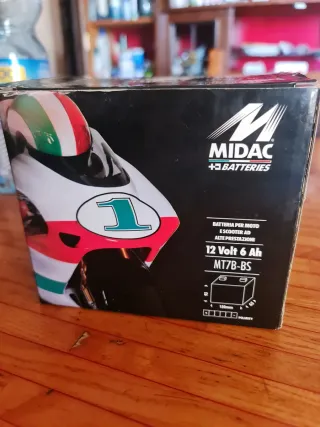 MIDAC
BATTERIES
1
BATTERIA PER MOTO
E SCOOTER AD
ALTE PRESTAZIONI
12 Volt 6 Ah
MT7B-BS